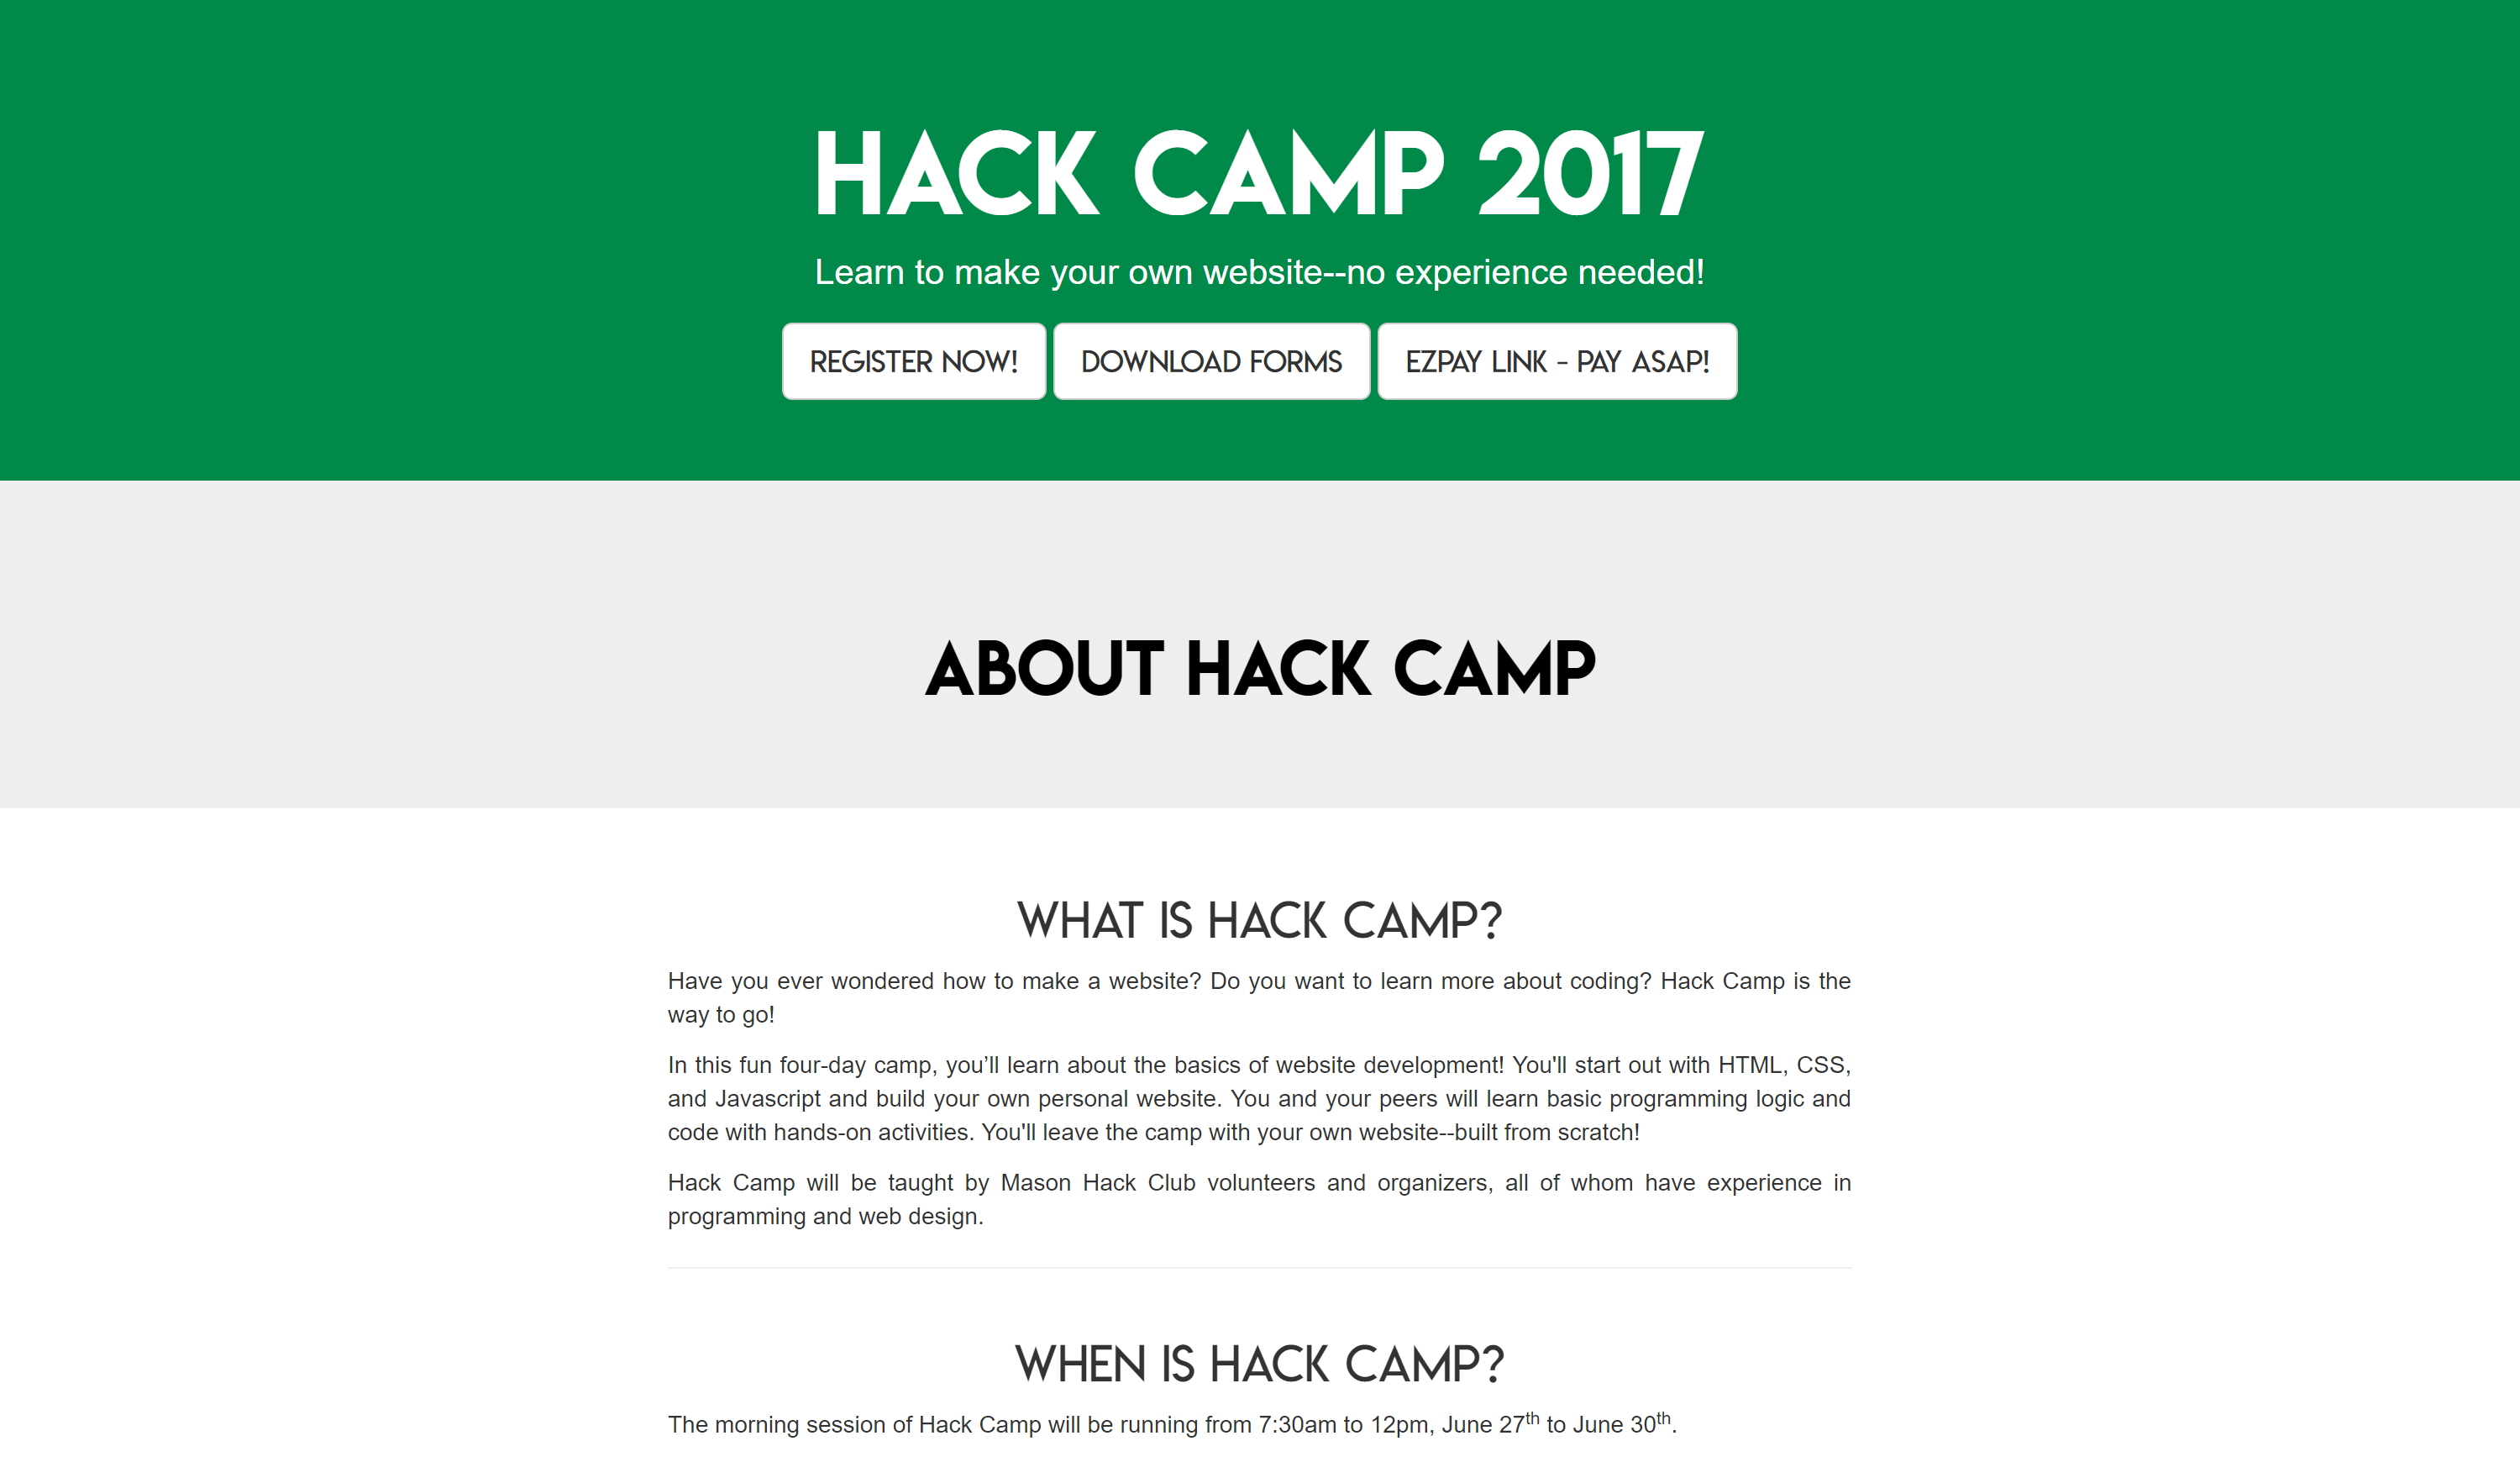 HACK CAMP 2017
Learn to make your own website--no experience needed!
REGISTER NOW!
DOWNLOAD FORMS
EZPAY LINK - PAY ASAP!
ABOUT HACK CAMP
WHAT IS HACK CAMP?
Have you ever wondered how to make a website? Do you want to learn more about coding? Hack Camp is the
way to go!
In this fun four-day camp, you’ll learn about the basics of website development! You'll start out with HTML, CSS,
and Javascript and build your own personal website. You and your peers will learn basic programming logic and
code with hands-on activities. You'll leave the camp with your own website--built from scratch!
Hack Camp will be taught by Mason Hack Club volunteers and organizers, all of whom have experience in
programming and web design.
WHEN IS HACK CAMP?
The morning session of Hack Camp will be running from 7:30am to 12pm, June 27th to June 30th.